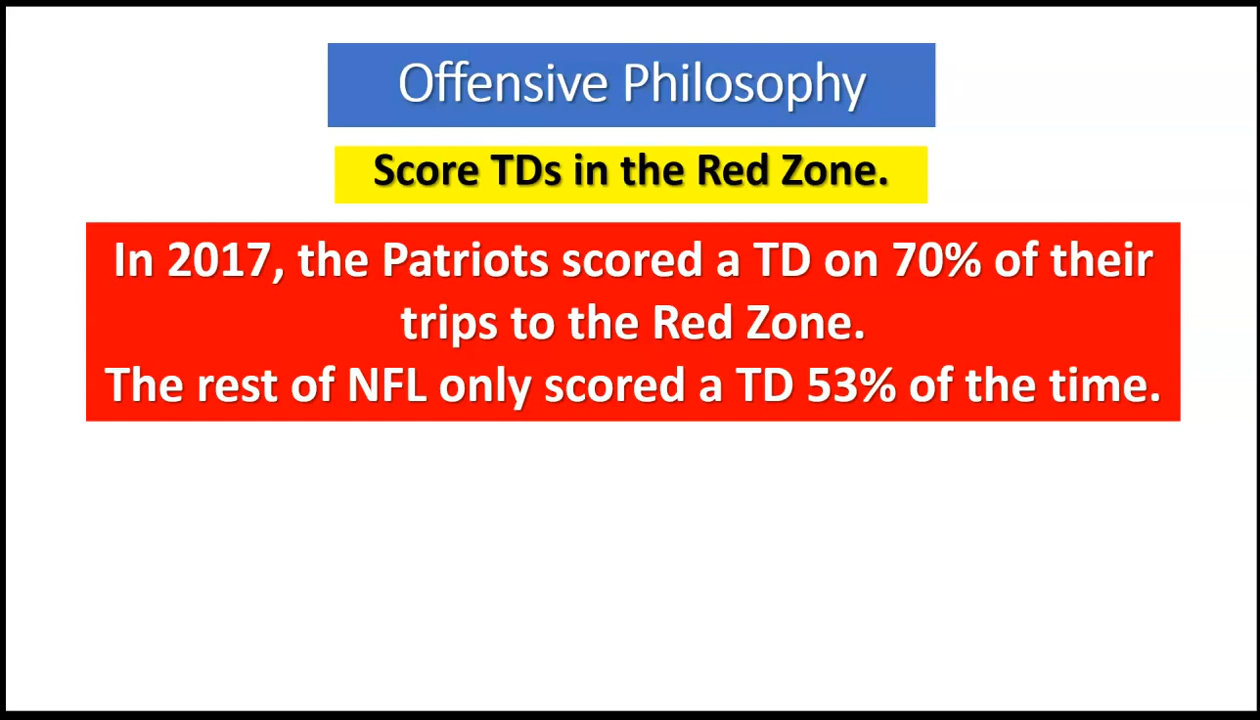 Offensive Philosophy
Score TDs in the Red Zone.
In 2017, the Patriots scored a TD on 70% of their
trips to the Red Zone.
The rest of NFL only scored a TD 53% of the time.